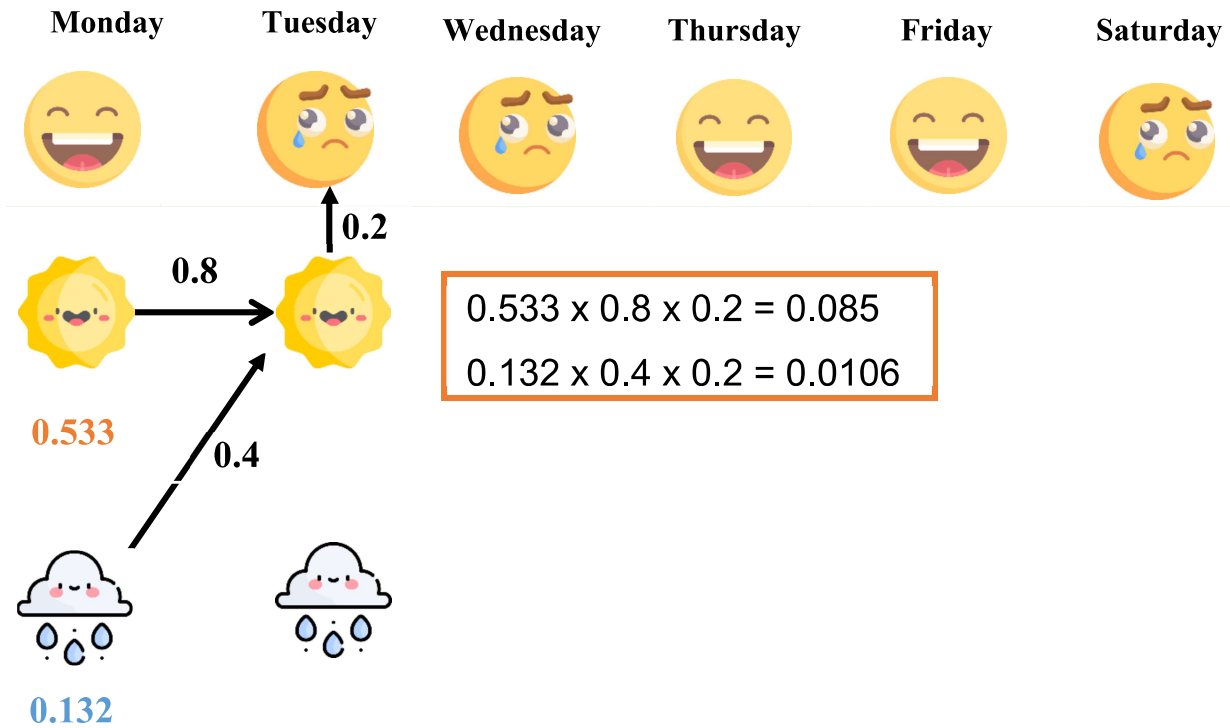 Monday Tuesday Wednesday Thursday Friday Saturday
0.2
0.8
0.533 x 0.8 x 0.2 = 0.085
0.132 x 0.4 x 0.2 = 0.0106
0.533
0.4
0.132